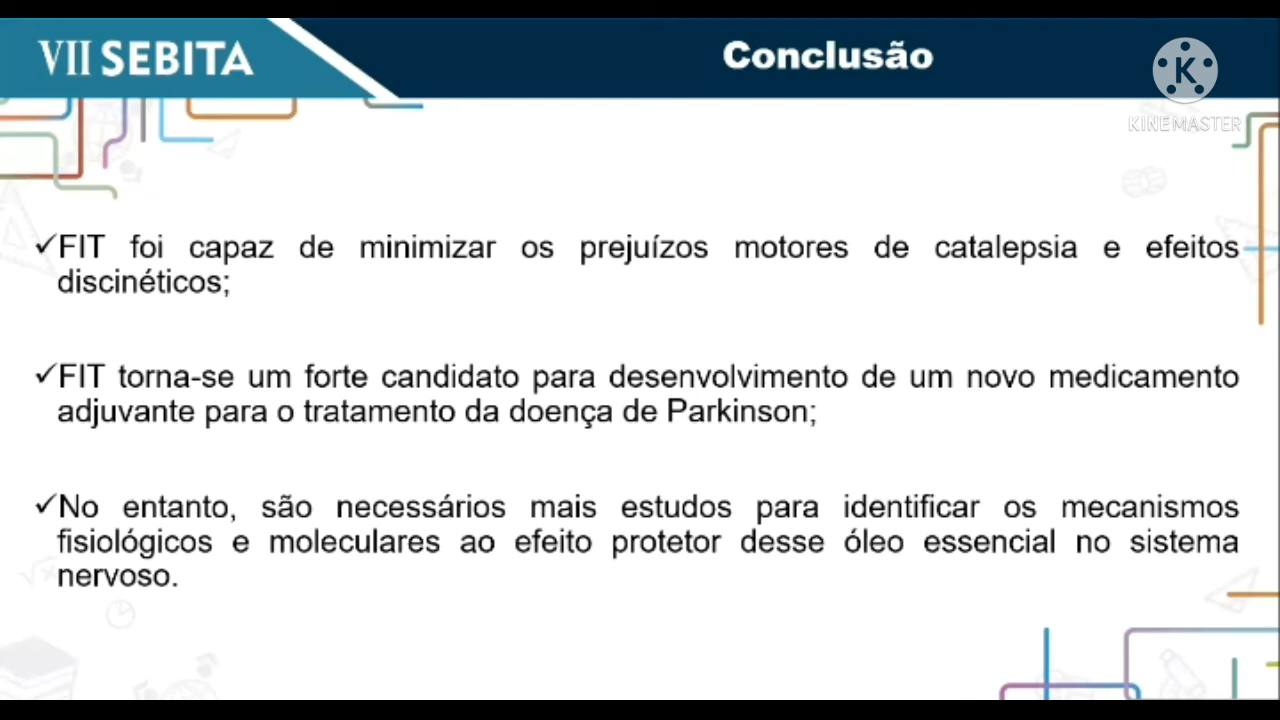 VII SEBITA
Conclusão
K
KINEMASTER
✓FIT foi capaz de minimizar os prejuízos motores de catalepsia e efeitos
discinéticos;
✓FIT torna-se um forte candidato para desenvolvimento de um novo medicamento
adjuvante para o tratamento da doença de Parkinson;
✓No entanto, são necessários mais estudos para identificar os mecanismos
fisiológicos e moleculares ao efeito protetor desse óleo essencial no sistema
nervoso.